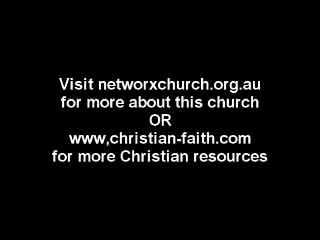 Visit networxchurch.org.au
for more about this church
OR
www,christian-faith.com
for more Christian resources